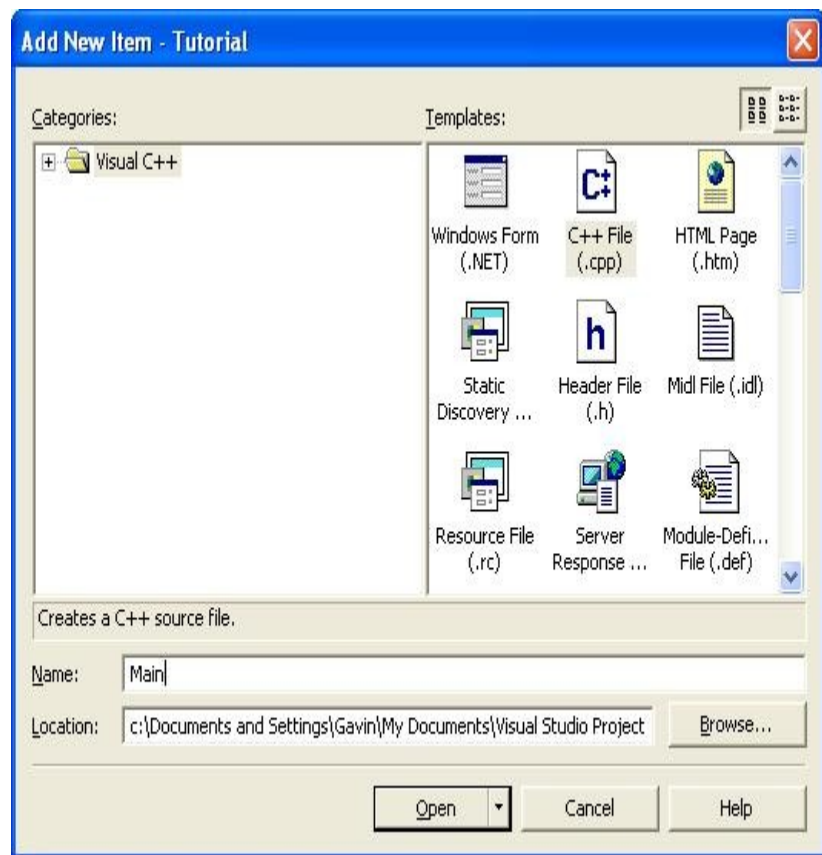 Add New Item - Tutorial
Categories:
Templates:
Visual C++
Windows Form
(.NET)
C++ File
(.cpp)
HTML Page
(.htm)
Static
Discovery ...
Header File
(.h)
Midl File (.idl)
Resource File
(.rc)
Server
Response ...
Module-Defi...
File (.def)
Creates a C++ source file.
Name:
Main
Location:
c:\Documents and Settings\Gavin\My Documents\Visual Studio Project
Browse...
Open
Cancel
Help